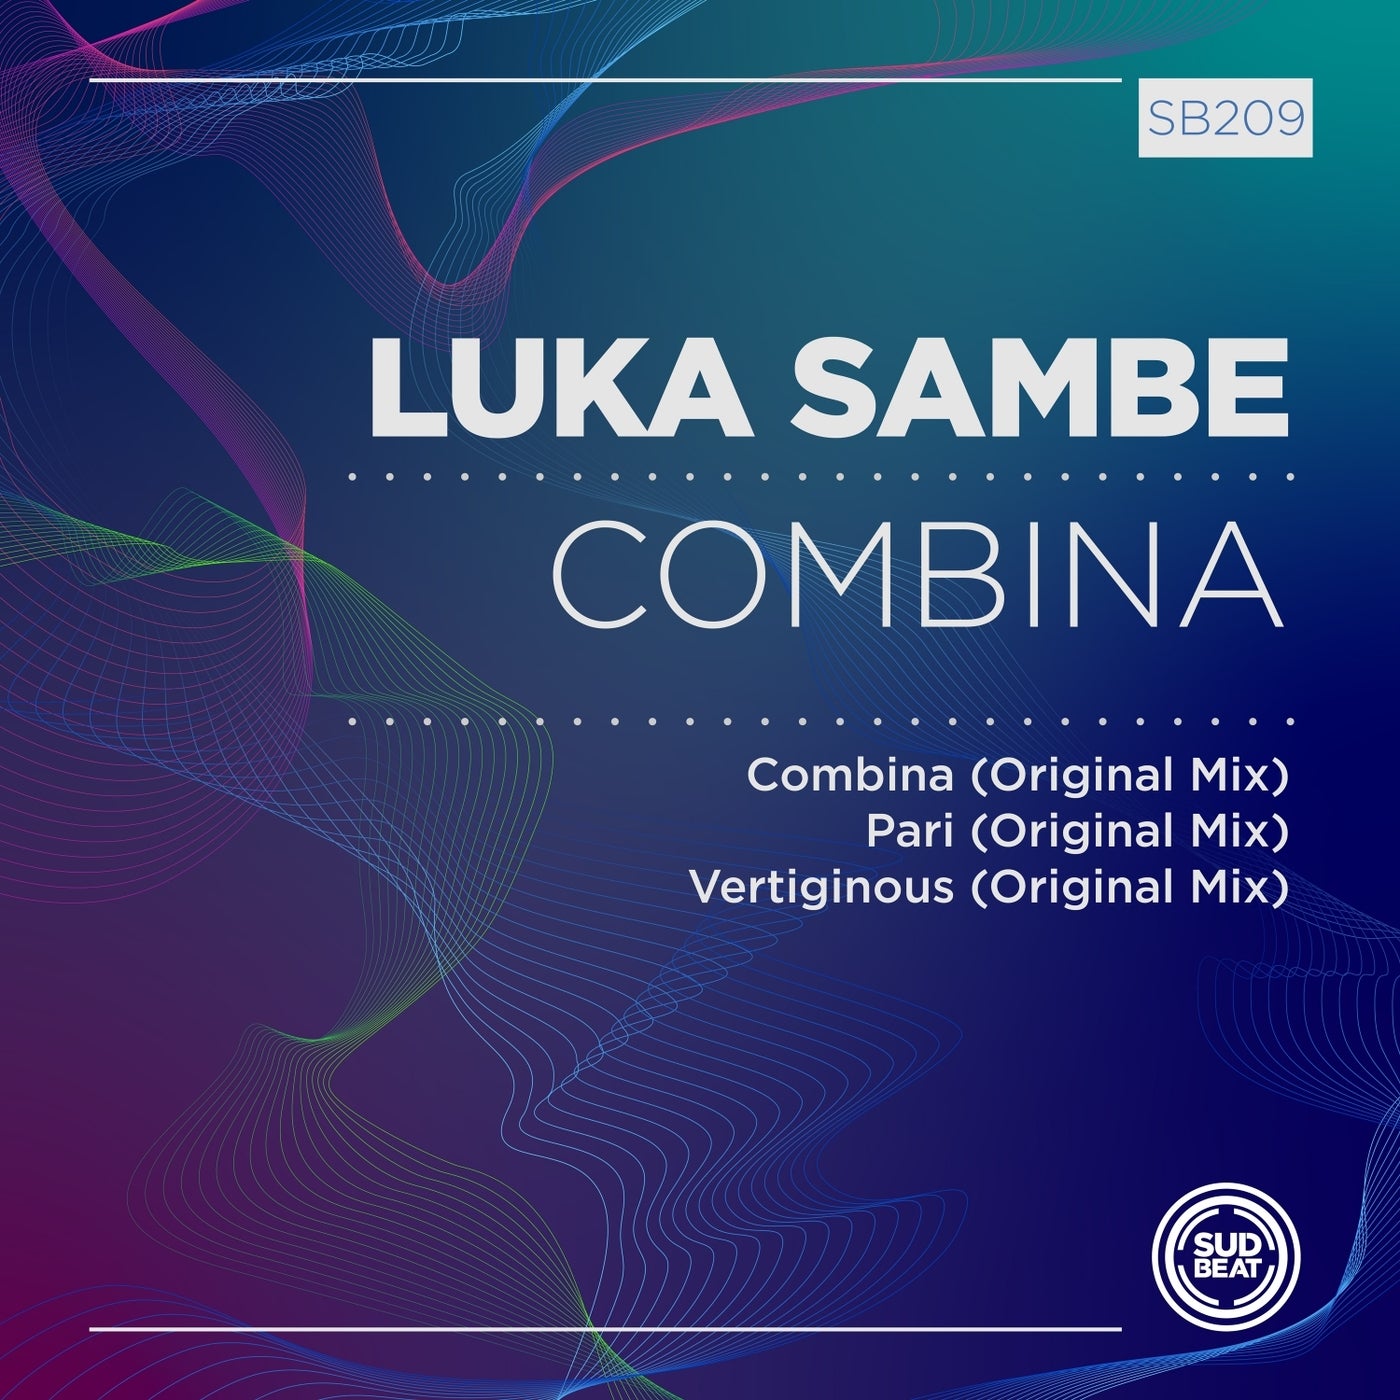 SB209
LUKA SAMBE
COMBINA
Combina (Original Mix)
Pari (Original Mix)
Vertiginous (Original Mix)
SUD
BEAT